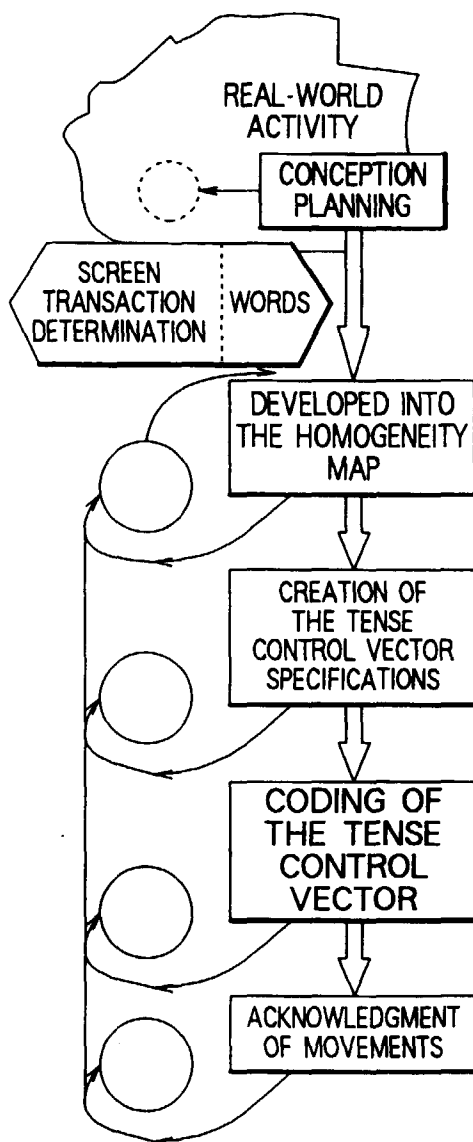 REAL-WORLD
ACTIVITY
CONCEPTION
PLANNING
SCREEN
TRANSACTION
DETERMINATION
WORDS
DEVELOPED INTO
THE HOMOGENEITY
MAP
CREATION OF
THE TENSE
CONTROL VECTOR
SPECIFICATIONS
CODING OF
THE TENSE
CONTROL
VECTOR
ACKNOWLEDGMENT
OF MOVEMENTS